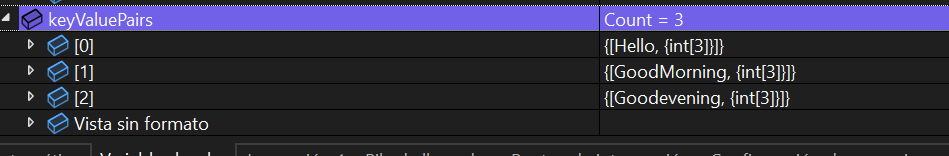 keyValuePairs Count = 3
[0] {[Hello, {int[3]}]}
[1] {[GoodMorning, {int[3]}]}
[2] {[Goodevening, {int[3]}]}
Vista sin formato